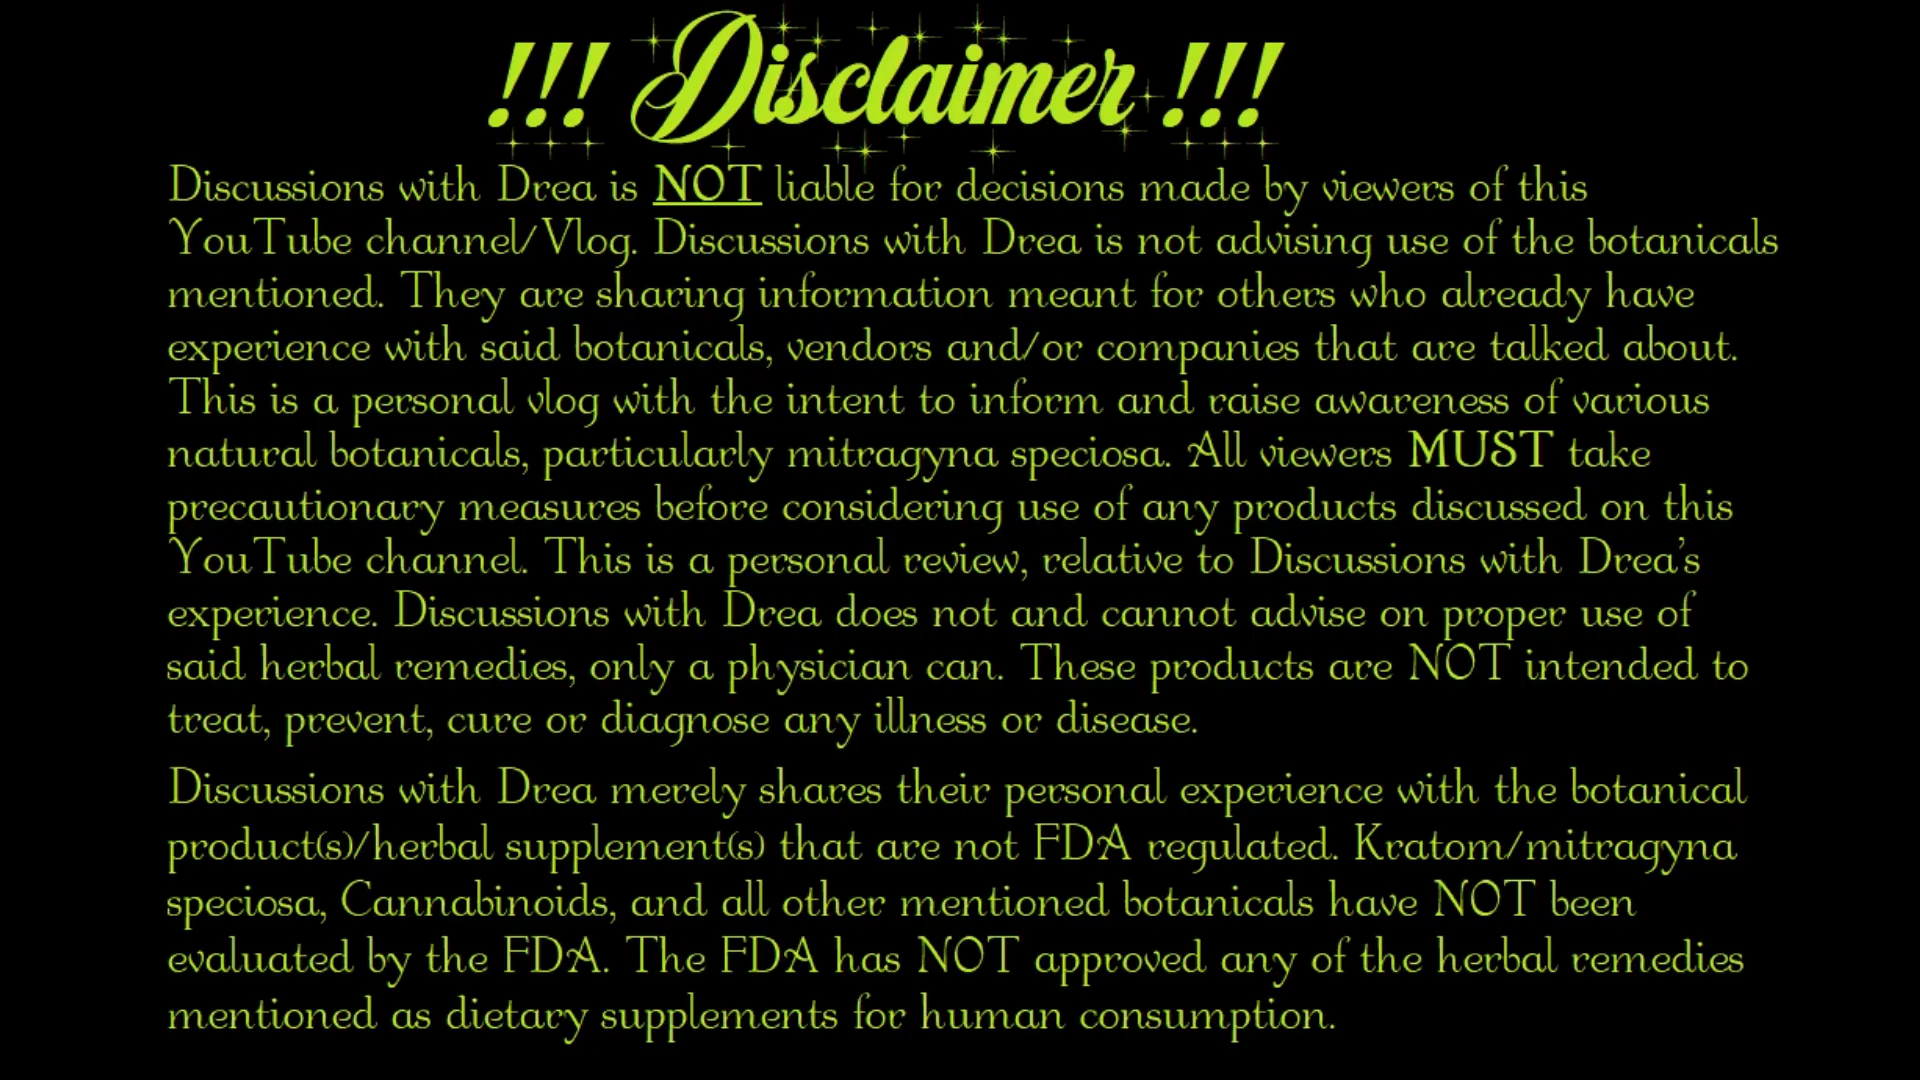 !!! Disclaimer !!!
Discussions with Drea is NOT liable for decisions made by viewers of this
YouTube channel/Vlog. Discussions with Drea is not advising use of the botanicals
mentioned. They are sharing information meant for others who already have
experience with said botanicals, vendors and/or companies that are talked about.
This is a personal vlog with the intent to inform and raise awareness of various
natural botanicals, particularly mitragyna speciosa. All viewers MUST take
precautionary measures before considering use of any products discussed on this
YouTube channel. This is a personal review, relative to Discussions with Drea's
experience. Discussions with Drea does not and cannot advise on proper use of
said herbal remedies, only a physician can. These products are NOT intended to
treat, prevent, cure or diagnose any illness or disease.
Discussions with Drea merely shares their personal experience with the botanical
product(s)/herbal supplement(s) that are not FDA regulated. Kratom/mitragyna
speciosa, Cannabinoids, and all other mentioned botanicals have NOT been
evaluated by the FDA. The FDA has NOT approved any of the herbal remedies
mentioned as dietary supplements for human consumption.